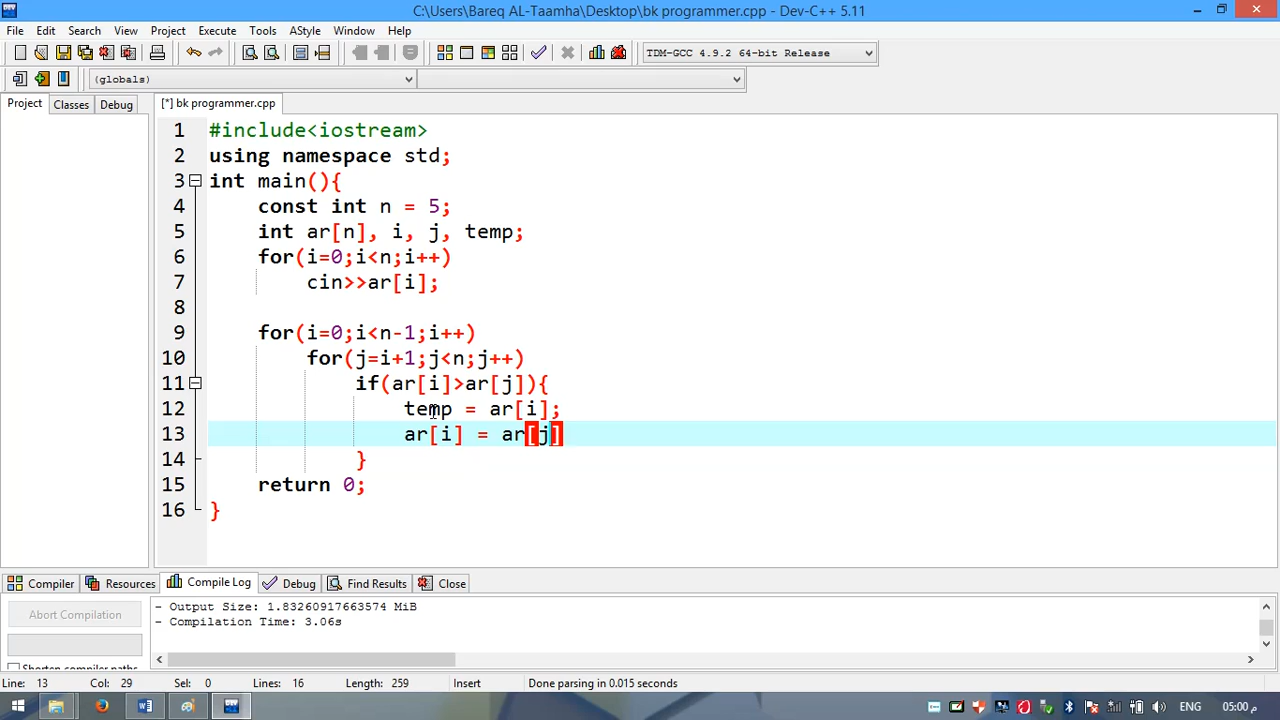 C:\Users\Bareq AL-Taamha\Desktop\bk programmer.cpp - Dev-C++ 5.11
File Edit Search View Project Execute Tools AStyle Window Help
TDM-GCC 4.9.2 64-bit Release
(globals)
Project Classes Debug [*] bk programmer.cpp
1 #include<iostream>
2 using namespace std;
3 int main(){
4 const int n = 5;
5 int ar[n], i, j, temp;
6 for(i=0;i<n;i++)
7 cin>>ar[i];
8
9 for(i=0;i<n-1;i++)
10 for(j=i+1;j<n;j++)
11 if(ar[i]>ar[j]){
12 temp = ar[i];
13 ar[i] = ar[j]
14 }
15 return 0;
16 }
Compiler Resources Compile Log Debug Find Results Close
Abort Compilation
- Output Size: 1.83260917663574 MiB
- Compilation Time: 3.06s
Shorten compiler paths
Line: 13 Col: 29 Sel: 0 Lines: 16 Length: 259 Insert Done parsing in 0.015 seconds
ENG 05:00 م